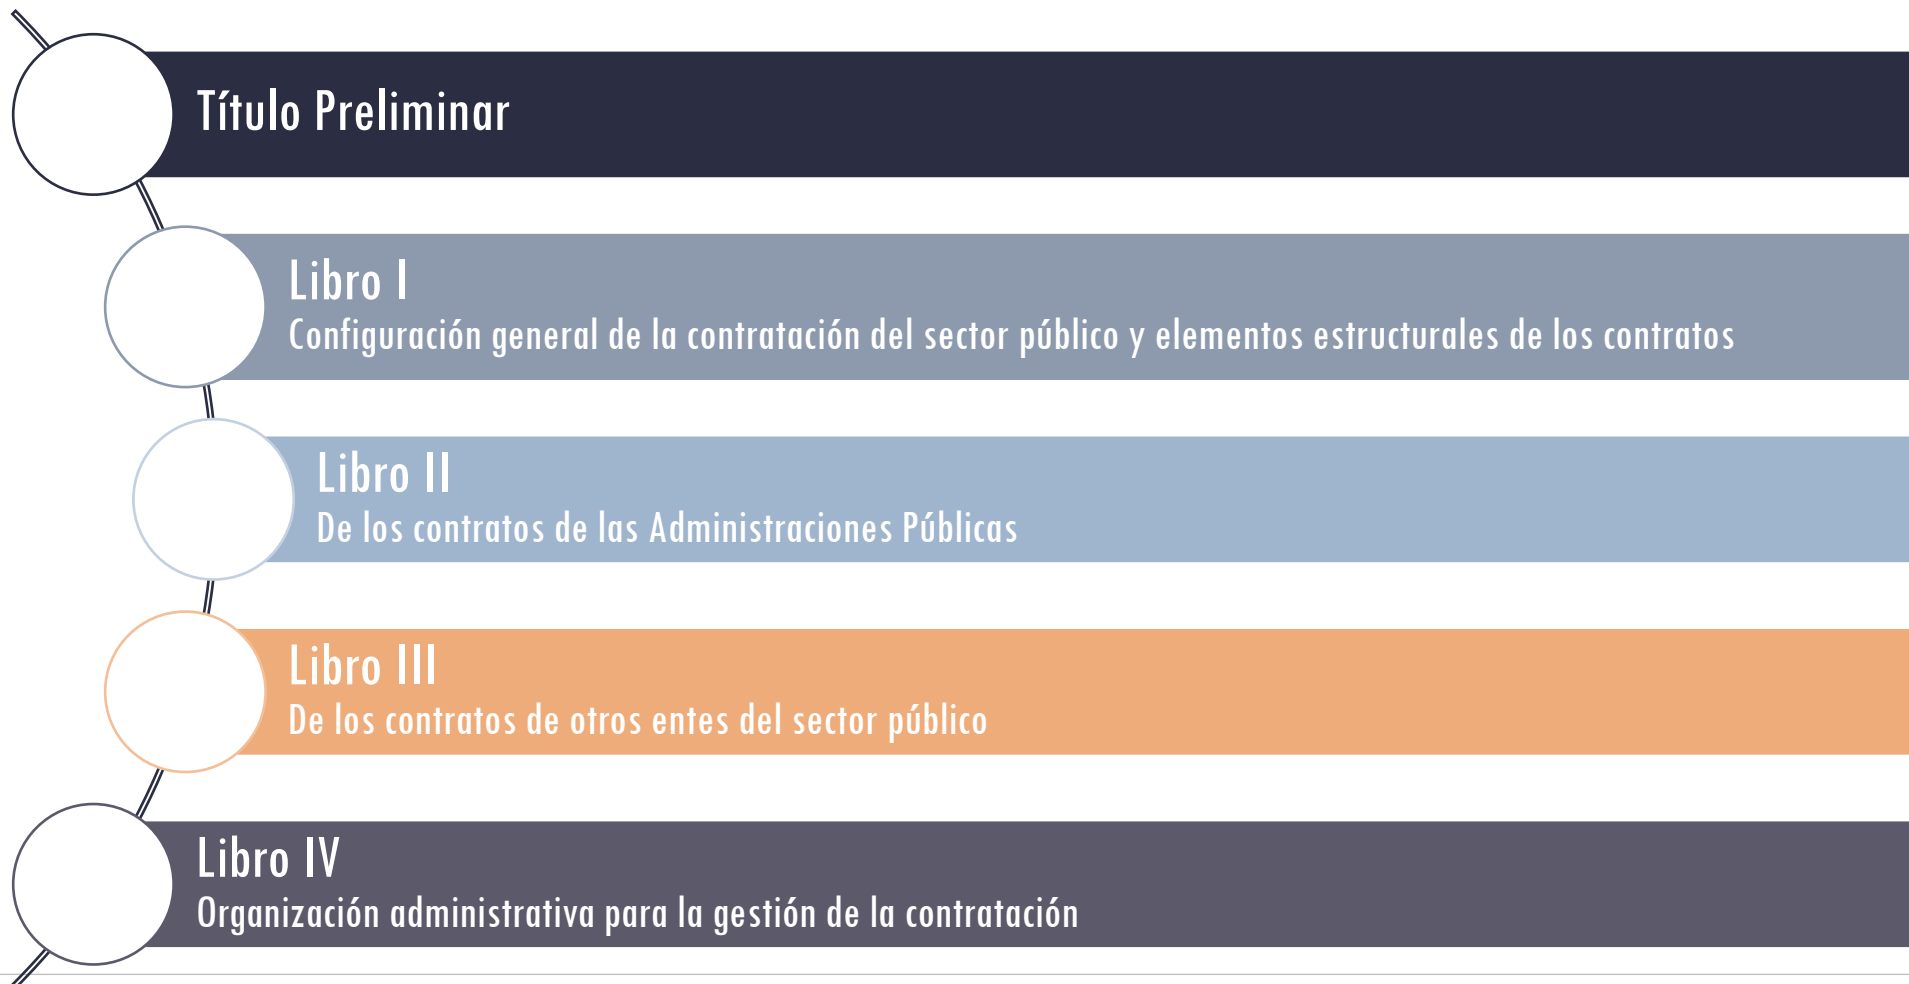 Título Preliminar
Libro I
Configuración general de la contratación del sector público y elementos estructurales de los contratos
Libro II
De los contratos de las Administraciones Públicas
Libro III
De los contratos de otros entes del sector público
Libro IV
Organización administrativa para la gestión de la contratación